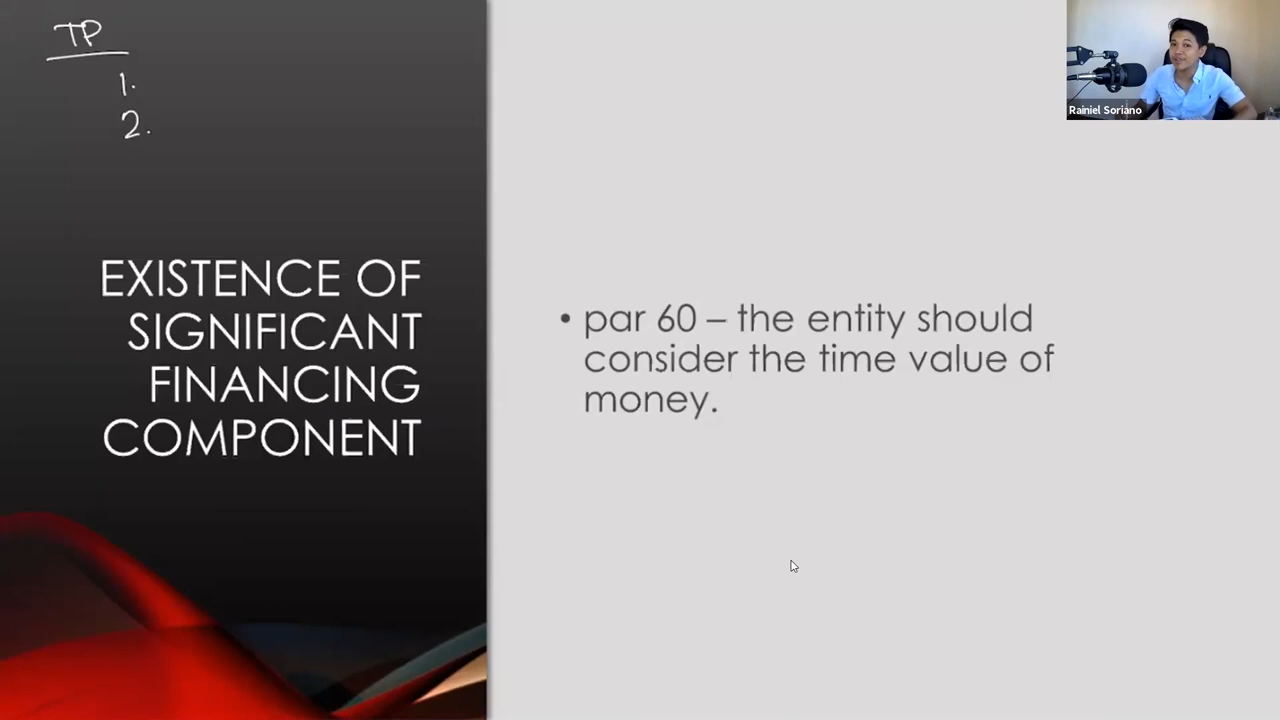 TP
1.
2.
EXISTENCE OF
SIGNIFICANT
FINANCING
COMPONENT
• par 60 – the entity should
consider the time value of
money.
Rainiel Soriano